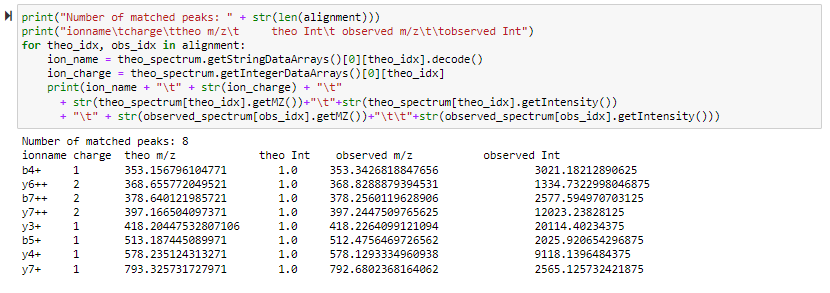 print("Number of matched peaks: " + str(len(alignment)))
print("ionname\tcharge\ttheo m/z\t     theo Int\t observed m/z\t\tobserved Int")
for theo_idx, obs_idx in alignment:
    ion_name = theo_spectrum.getStringDataArrays()[0][theo_idx].decode()
    ion_charge = theo_spectrum.getIntegerDataArrays()[0][theo_idx]
    print(ion_name + "\t" + str(ion_charge) + "\t"
      + str(theo_spectrum[theo_idx].getMZ())+"\t"+str(theo_spectrum[theo_idx].getIntensity())
      + "\t" + str(observed_spectrum[obs_idx].getMZ())+"\t\t"+str(observed_spectrum[obs_idx].getIntensity()))
Number of matched peaks: 8
ionname charge  theo m/z             theo Int    observed m/z           observed Int
b4+     1       353.156796104771        1.0     353.3426818847656               3021.18212890625
y6++    2       368.655772049521        1.0     368.8288879394531               1334.7322998046875
b7++    2       378.640121985721        1.0     378.2560119628906               2577.594970703125
y7++    2       397.166504097371        1.0     397.2447509765625               12023.23828125
y3+     1       418.20447532807106      1.0     418.2264099121094               20114.40234375
b5+     1       513.187445089971        1.0     512.4756469726562               2025.920654296875
y4+     1       578.235124313271        1.0     578.1293334960938               9118.1396484375
y7+     1       793.325731727971        1.0     792.6802368164062               2565.125732421875